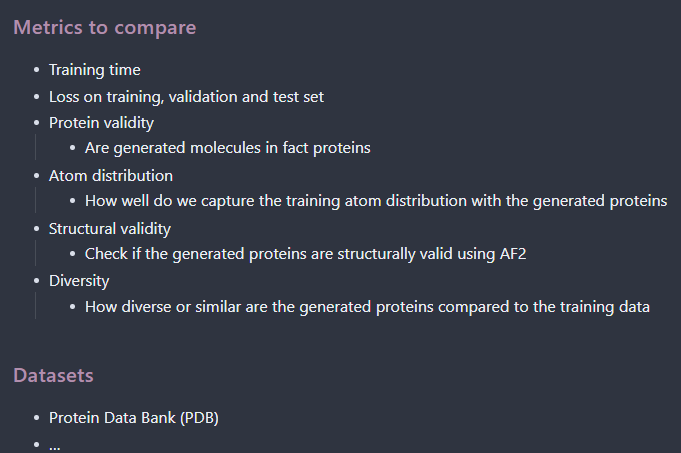 Metrics to compare
Training time
Loss on training, validation and test set
Protein validity
Are generated molecules in fact proteins
Atom distribution
How well do we capture the training atom distribution with the generated proteins
Structural validity
Check if the generated proteins are structurally valid using AF2
Diversity
How diverse or similar are the generated proteins compared to the training data
Datasets
Protein Data Bank (PDB)
...